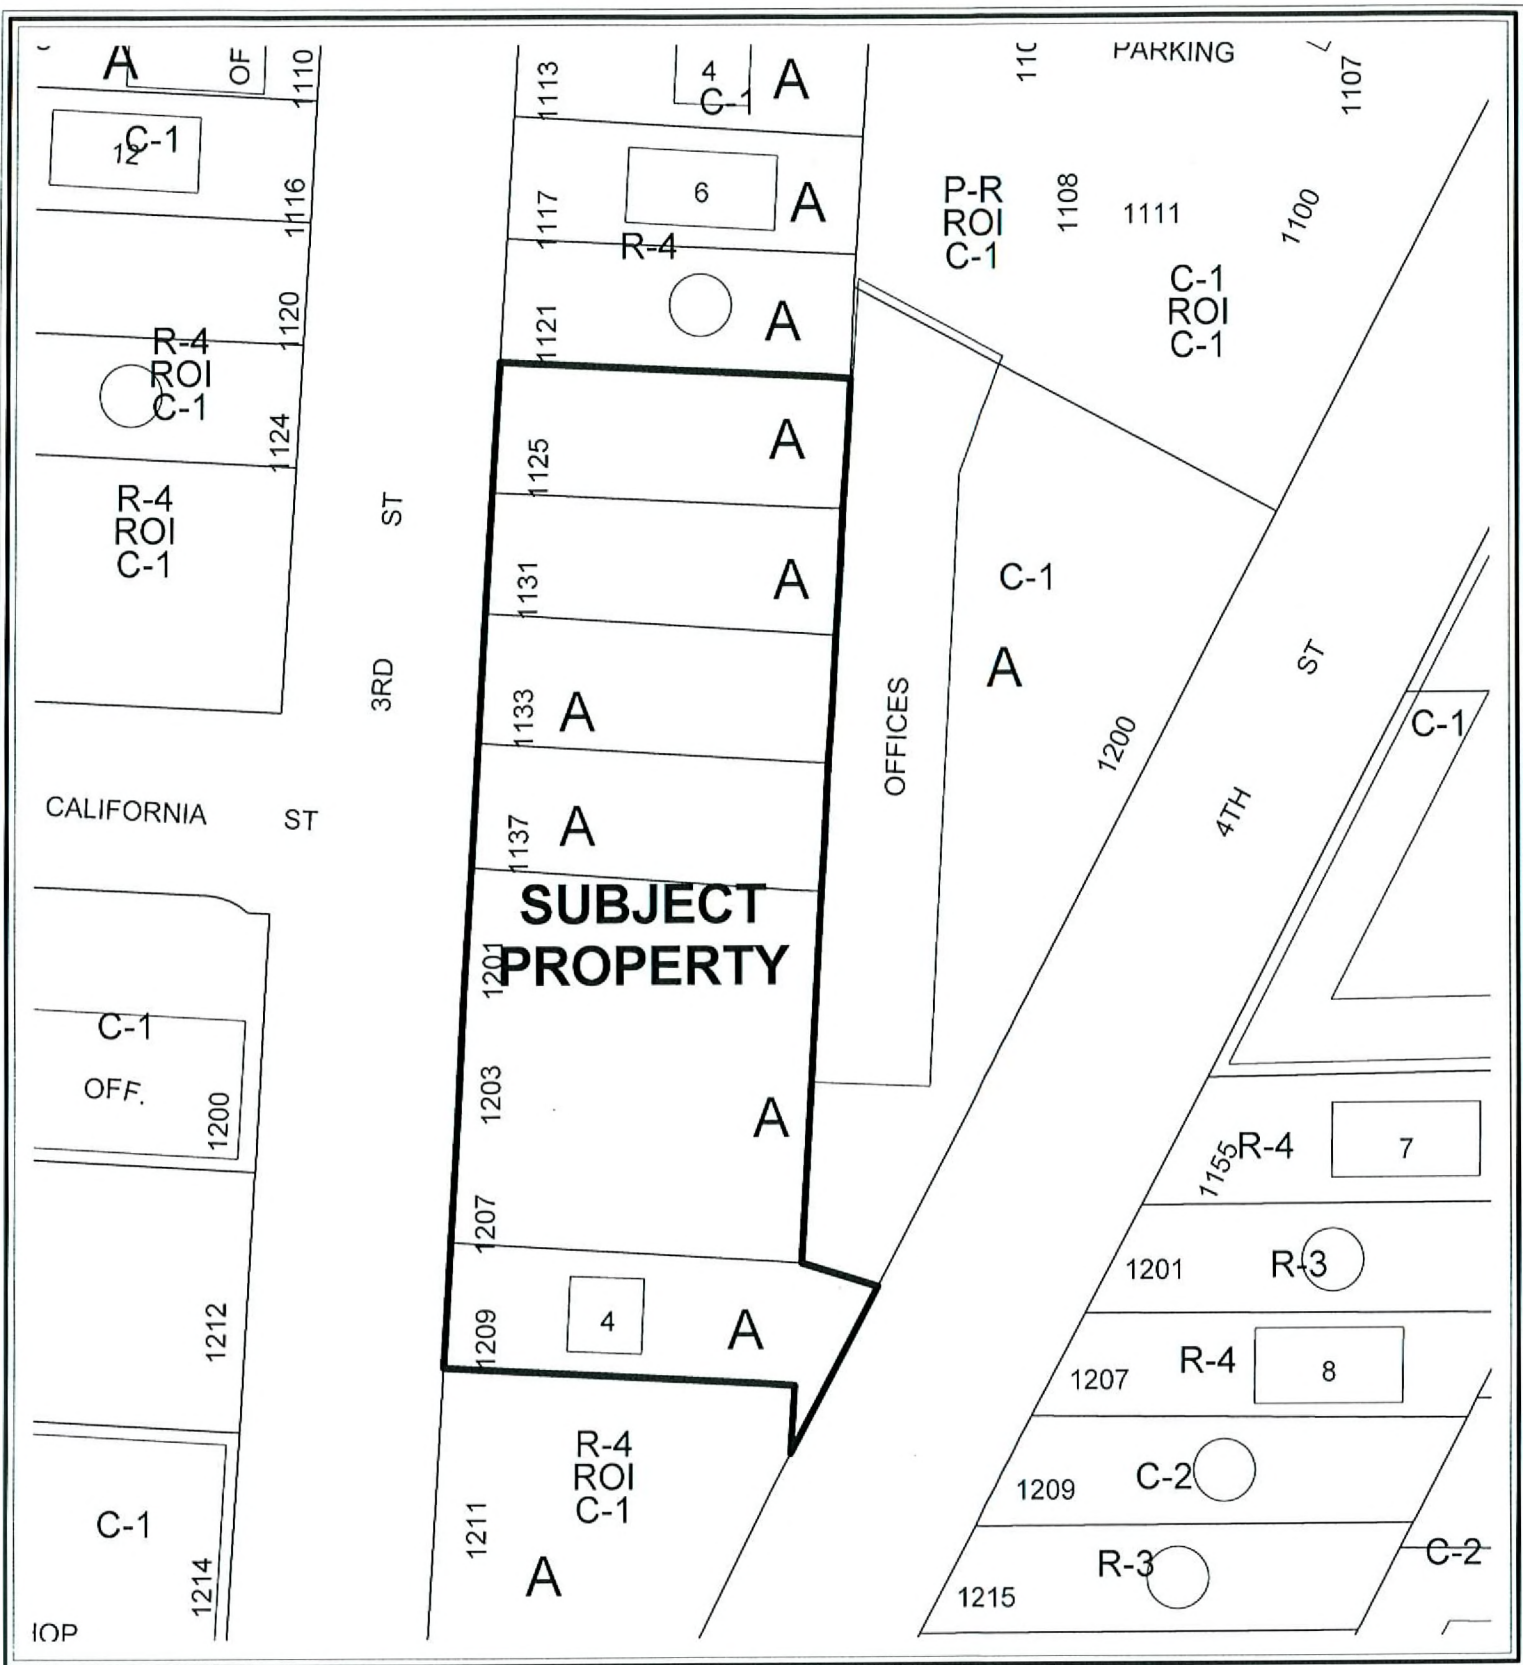 A
OF
1110
C-1
12
1116
1120
R-4
ROI
C-1
1124
R-4
ROI
C-1
ST
3RD
CALIFORNIA ST
C-1
OFF.
1200
1212
C-1
1214
1113
4
C-1
A
1117
6
A
R-4
1121
A
1125
A
1131
A
1133
A
1137
A
SUBJECT
PROPERTY
1201
1203
A
1207
1209
4
A
R-4
ROI
C-1
1211
A
PARKING
1107
P-R
ROI
C-1
1108
1111
1100
C-1
ROI
C-1
C-1
A
OFFICES
1200
ST
4TH
C-1
1155
R-4
7
1201
R-3
1207
R-4
8
1209
C-2
1215
R-3
C-2